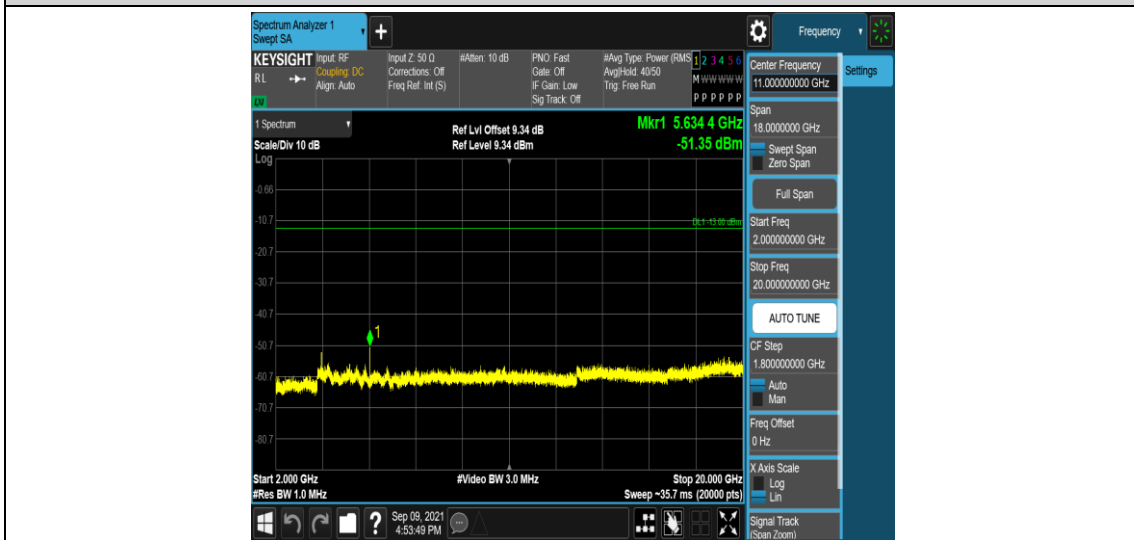 Spectrum Analyzer 1
Swept SA
+
Frequency
KEYSIGHT
RL
LXI
Input: RF
Coupling: DC
Align: Auto
Input Z: 50 Ω
Corrections: Off
Freq Ref: Int (S)
#Atten: 10 dB
PNO: Fast
Gate: Off
IF Gain: Low
Sig Track: Off
#Avg Type: Power (RMS
Avg|Hold: 40/50
Trig: Free Run
1 2 3 4 5 6
M W W W W W
P P P P P P
1 Spectrum
Scale/Div 10 dB
Ref Lvl Offset 9.34 dB
Ref Level 9.34 dBm
Mkr1 5.634 4 GHz
-51.35 dBm
Log
-0.66
-10.7
-20.7
-30.7
-40.7
-50.7
-60.7
-70.7
-80.7
DL1 -13.00 dBm
1
Start 2.000 GHz
#Res BW 1.0 MHz
#Video BW 3.0 MHz
Stop 20.000 GHz
Sweep ~35.7 ms (20000 pts)
Center Frequency
11.000000000 GHz
Settings
Span
18.0000000 GHz
Swept Span
Zero Span
Full Span
Start Freq
2.000000000 GHz
Stop Freq
20.000000000 GHz
AUTO TUNE
CF Step
1.800000000 GHz
Auto
Man
Freq Offset
0 Hz
X Axis Scale
Log
Lin
Signal Track
(Span Zoom)
?
Sep 09, 2021
4:53:49 PM